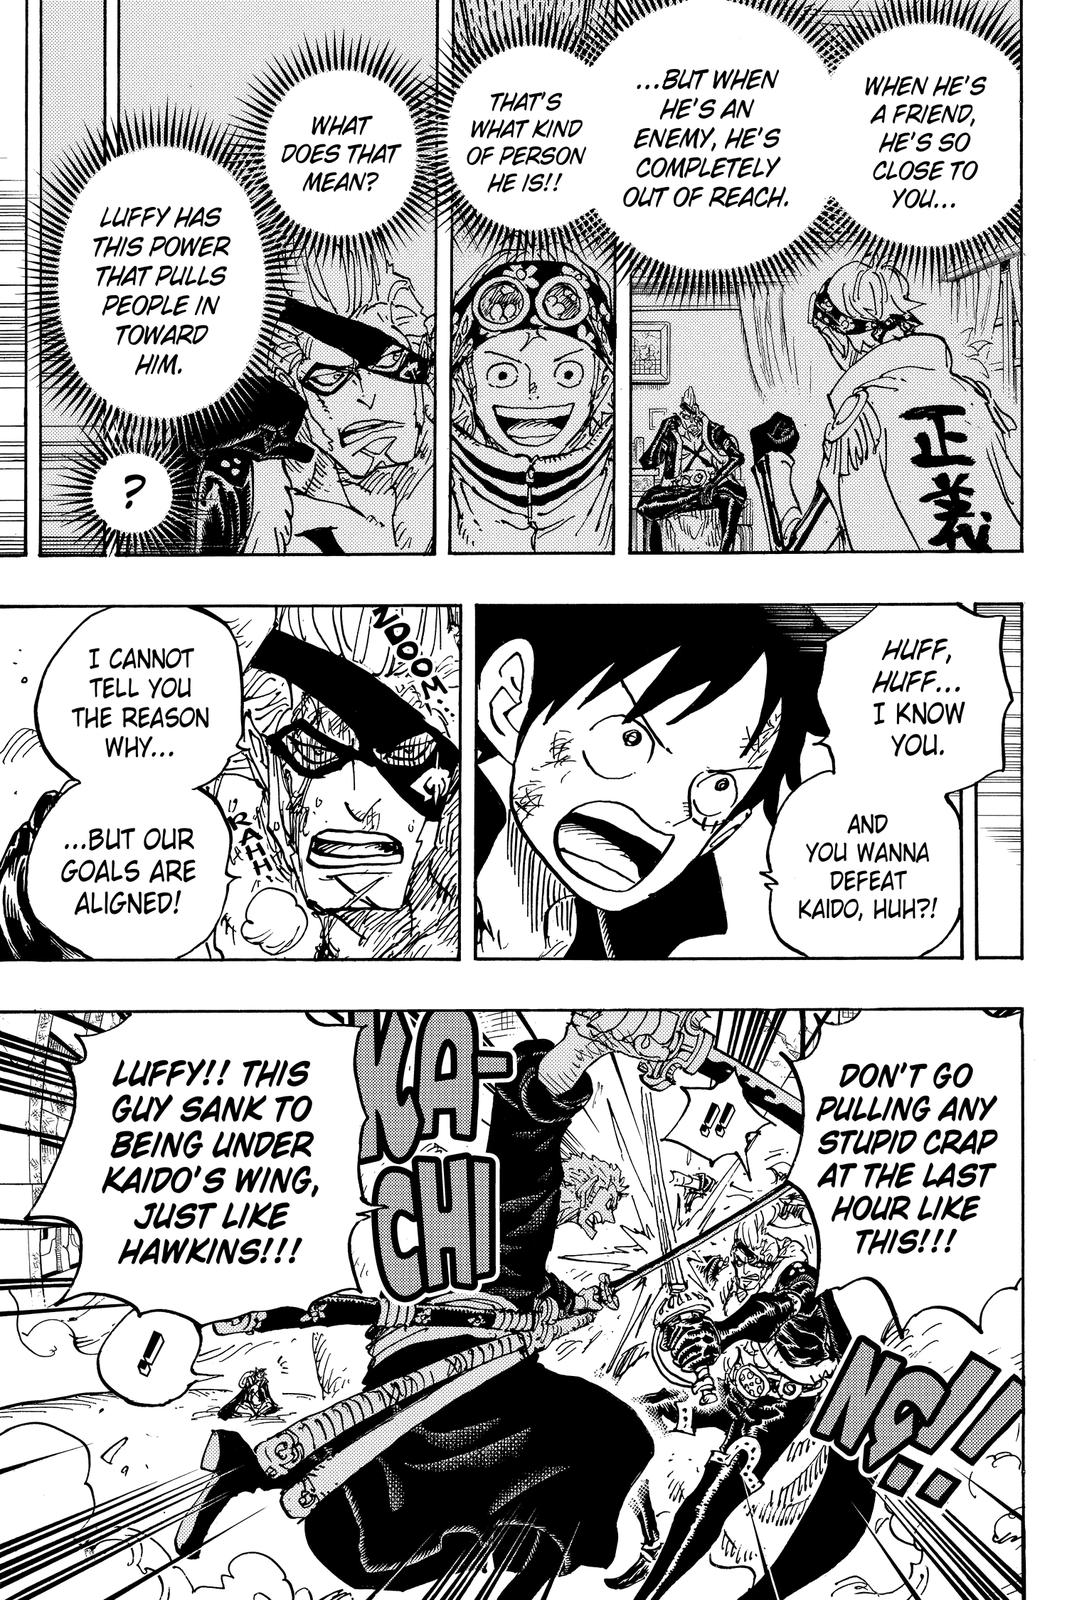 WHEN HE'S
A FRIEND,
HE'S SO
CLOSE TO
YOU...
...BUT WHEN
HE'S AN
ENEMY, HE'S
COMPLETELY
OUT OF REACH.
正義
THAT'S
WHAT KIND
OF PERSON
HE IS!!
WHAT
DOES THAT
MEAN?
LUFFY HAS
THIS POWER
THAT PULLS
PEOPLE IN
TOWARD
HIM.
?
HUFF,
HUFF...
I KNOW
YOU.
AND
YOU WANNA
DEFEAT
KAIDO, HUH?!
I CANNOT
TELL YOU
THE REASON
WHY...
...BUT OUR
GOALS ARE
ALIGNED!
DON'T GO
PULLING ANY
STUPID CRAP
AT THE LAST
HOUR LIKE
THIS!!!
!!
KA-
CHI
LUFFY!! THIS
GUY SANK TO
BEING UNDER
KAIDO'S WING,
JUST LIKE
HAWKINS!!!
!!